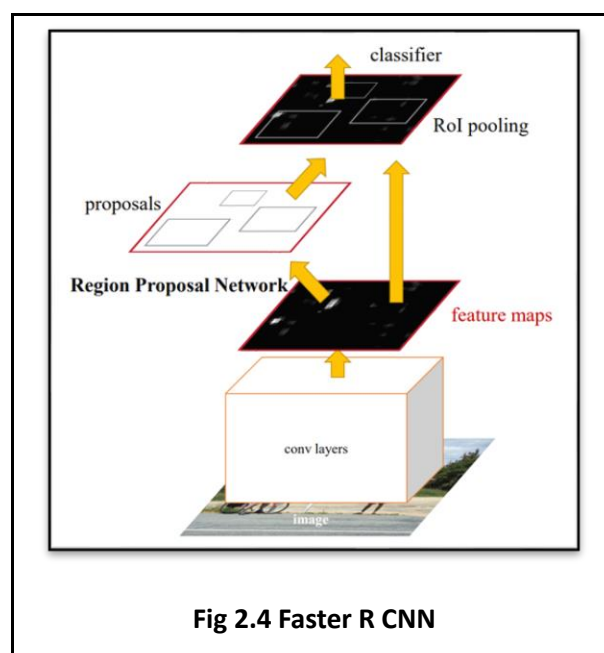 classifier
RoI pooling
proposals
Region Proposal Network
feature maps
conv layers
image
Fig 2.4 Faster R CNN